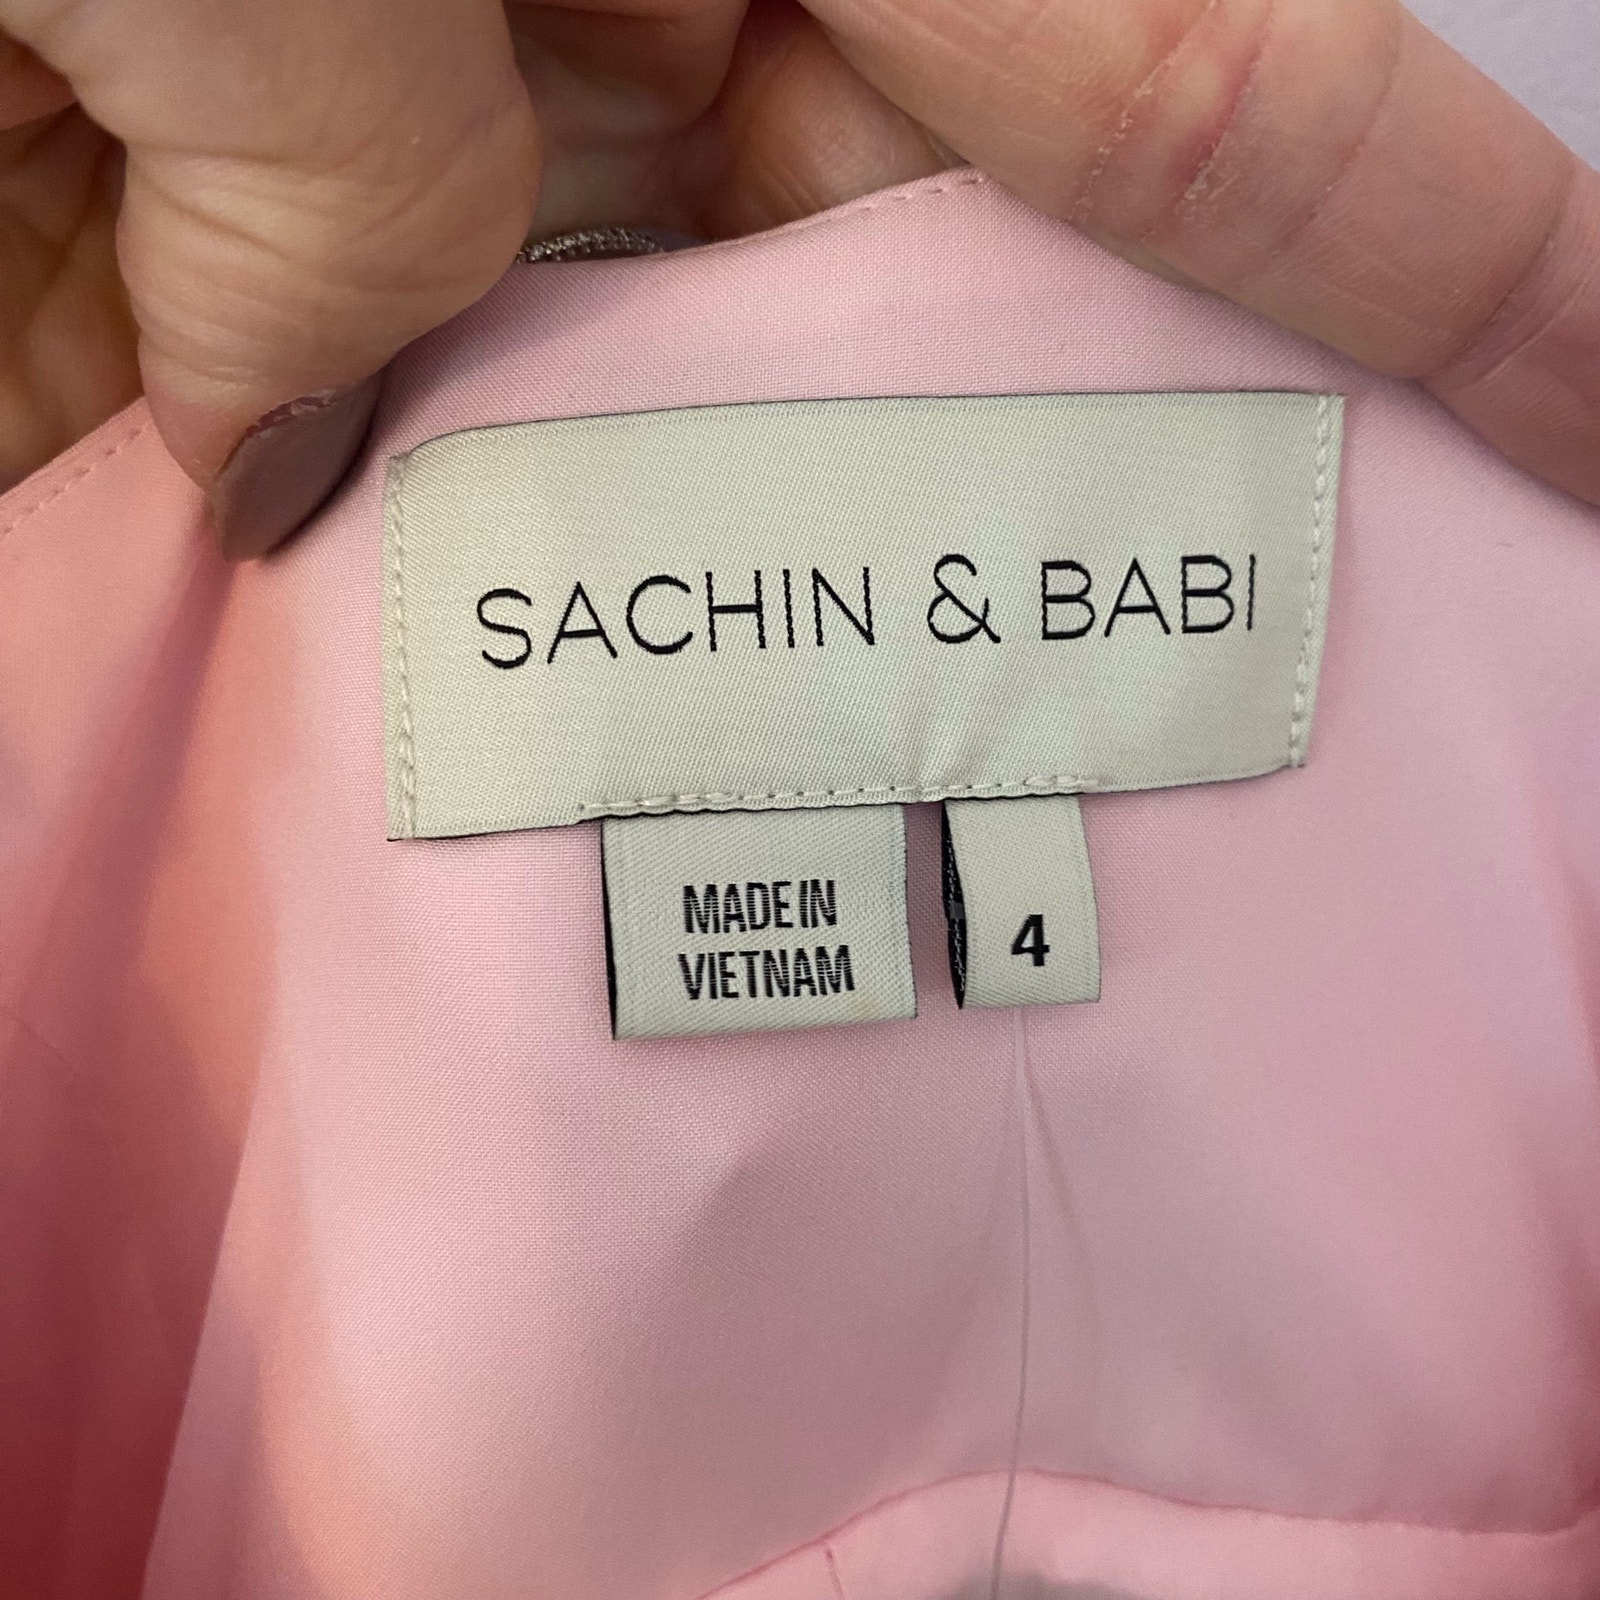 SACHIN & BABI
MADE IN
VIETNAM
4